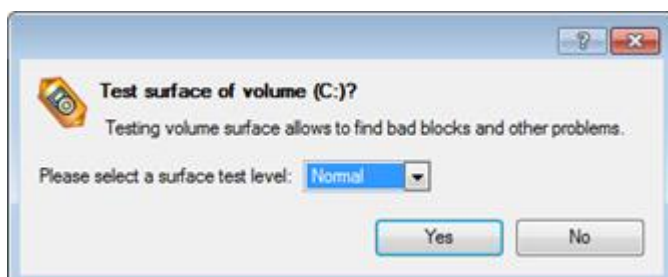 ?
Test surface of volume (C:)?
Testing volume surface allows to find bad blocks and other problems.
Please select a surface test level: Normal
Yes No